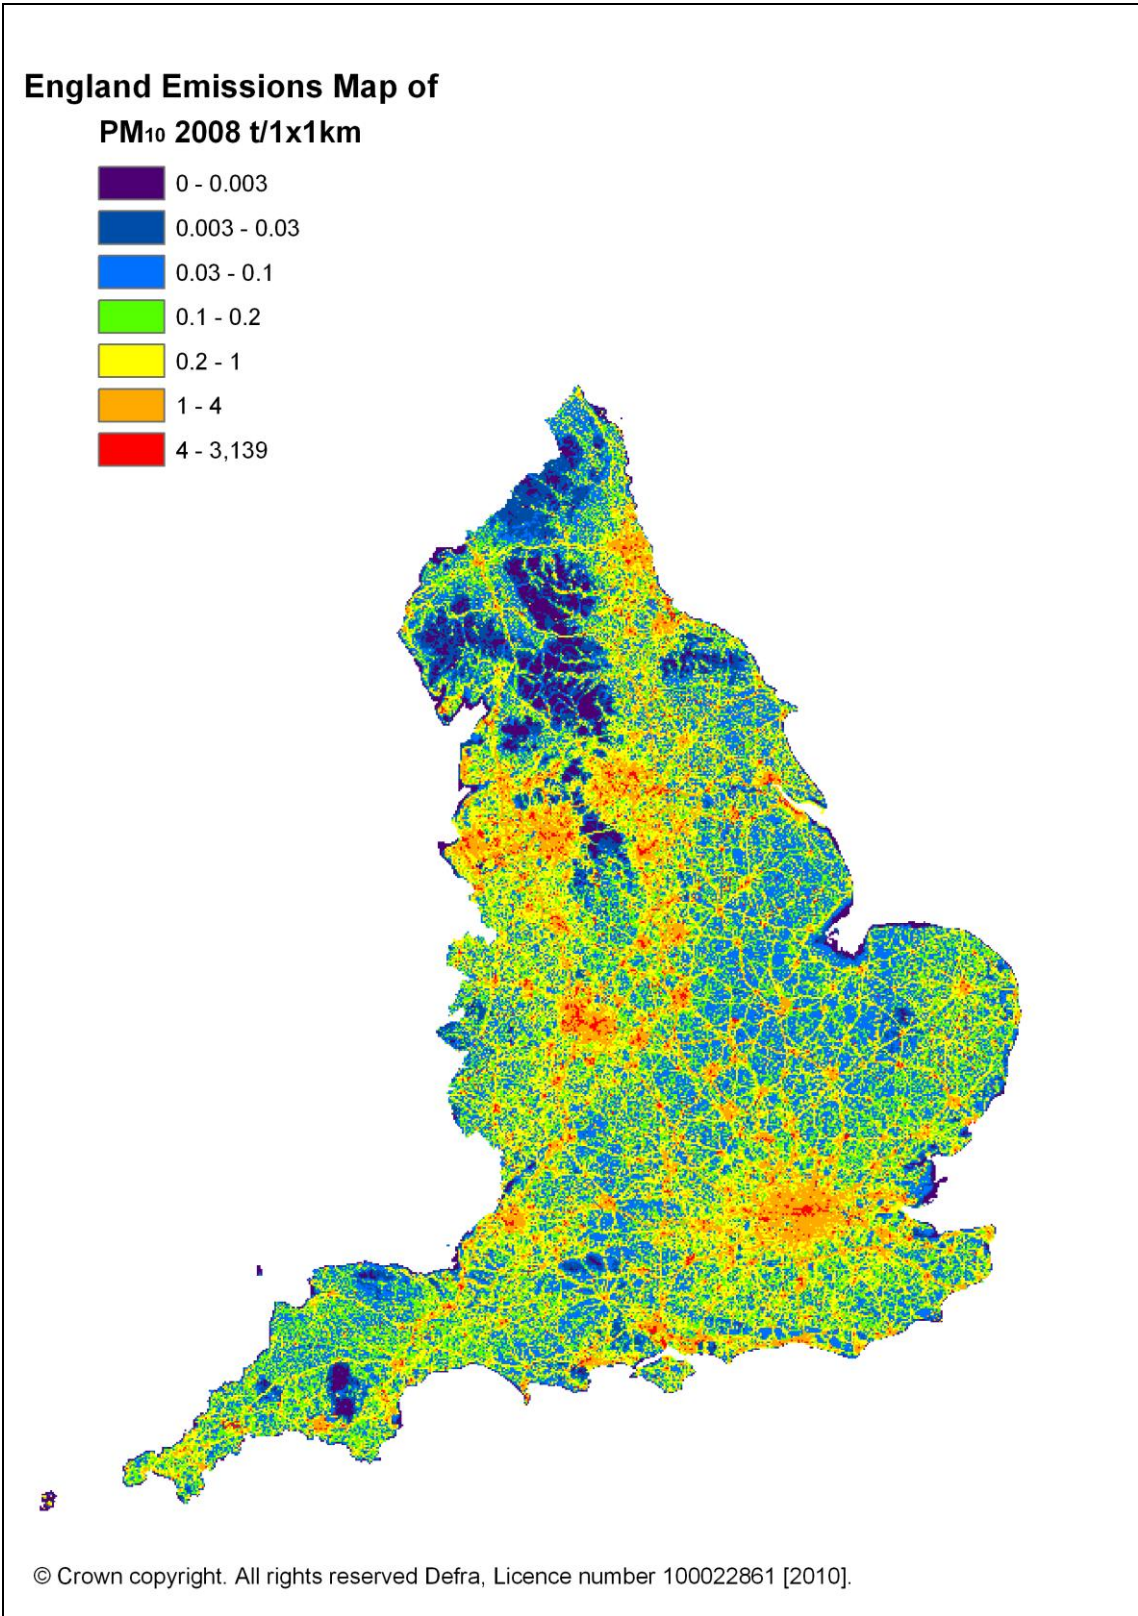 England Emissions Map of
PM10 2008 t/1x1km
0 - 0.003
0.003 - 0.03
0.03 - 0.1
0.1 - 0.2
0.2 - 1
1 - 4
4 - 3,139
© Crown copyright. All rights reserved Defra, Licence number 100022861 [2010].